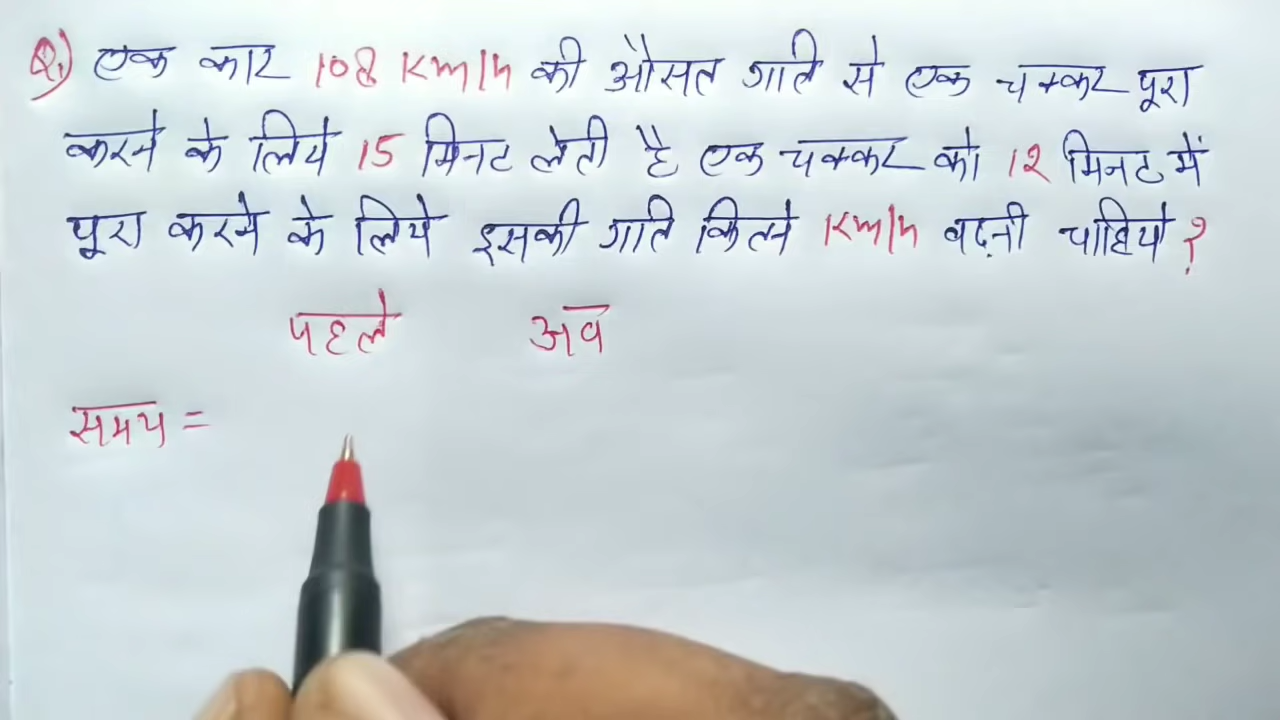 Q.) एक कार 108 Km/h की औसत गति से एक चक्कर पूरा
करने के लिये 15 मिनट लेती है एक चक्कर को 12 मिनट में
पूरा करने के लिये इसकी गति कितने Km/h बढ़नी चाहिये ?
पहले अब
समय =